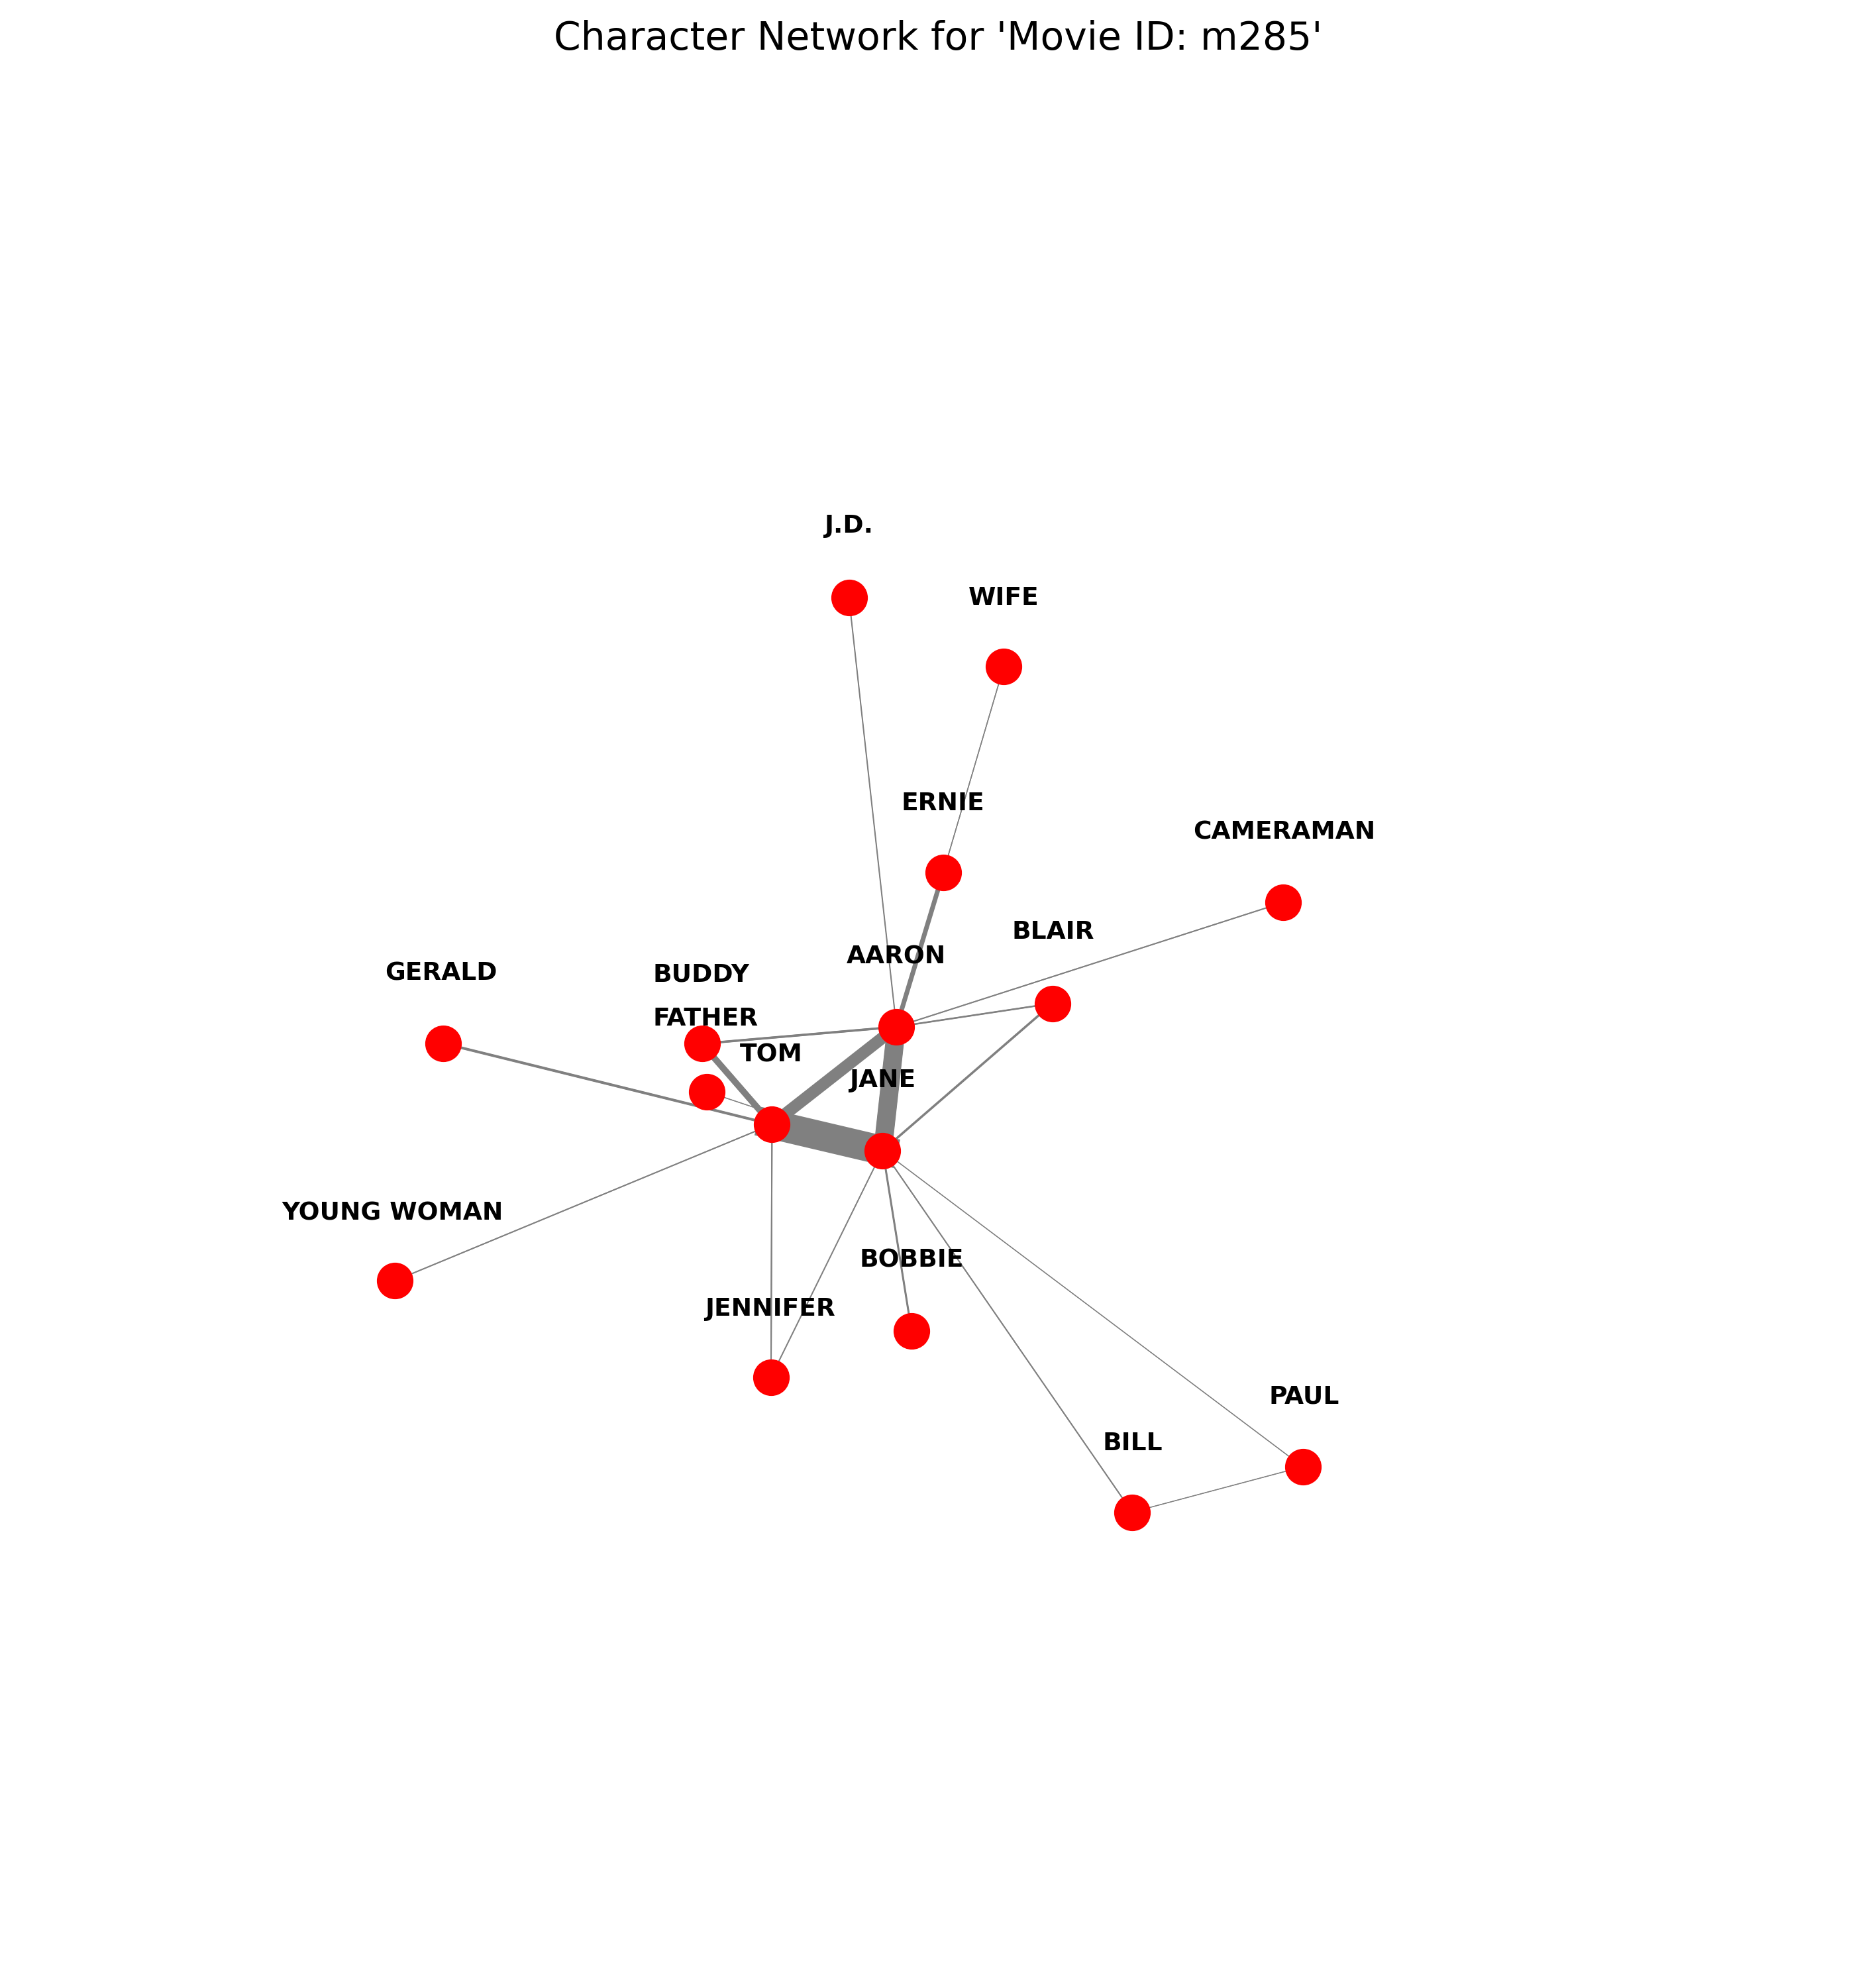 Character Network for 'Movie ID: m285'
J.D.
WIFE
ERNIE
CAMERAMAN
BLAIR
AARON
GERALD
BUDDY
FATHER
TOM
JANE
YOUNG WOMAN
BOBBIE
JENNIFER
PAUL
BILL